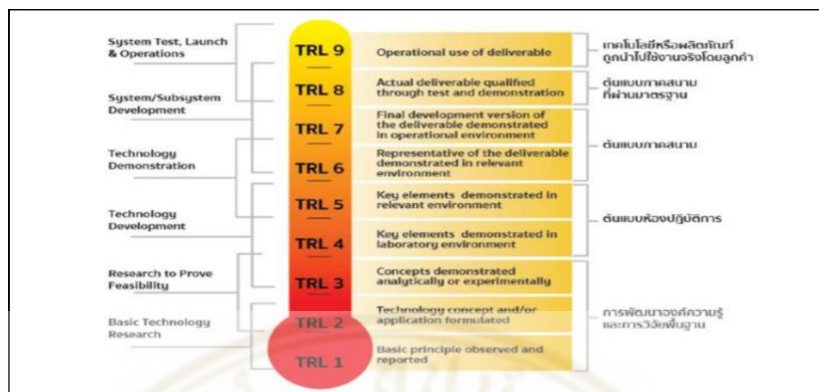 System Test, Launch
& Operations
System/Subsystem
Development
Technology
Demonstration
Technology
Development
Research to Prove
Feasibility
Basic Technology
Research
TRL 9
TRL 8
TRL 7
TRL 6
TRL 5
TRL 4
TRL 3
TRL 2
TRL 1
Operational use of deliverable
Actual deliverable qualified
through test and demonstration
Final development version of
the deliverable demonstrated
in operational environment
Representative of the deliverable
demonstrated in relevant
environment
Key elements demonstrated in
relevant environment
Key elements demonstrated in
laboratory environment
Concepts demonstrated
analytically or experimentally
Technology concept and/or
application formulated
Basic principle observed and
reported
เทคโนโลยีหรือผลิตภัณฑ์
ถูกนำไปใช้งานจริงโดยลูกค้า
ต้นแบบภาคสนาม
ที่ผ่านมาตรฐาน
ต้นแบบภาคสนาม
ต้นแบบห้องปฏิบัติการ
การพัฒนาองค์ความรู้
และการวิจัยพื้นฐาน